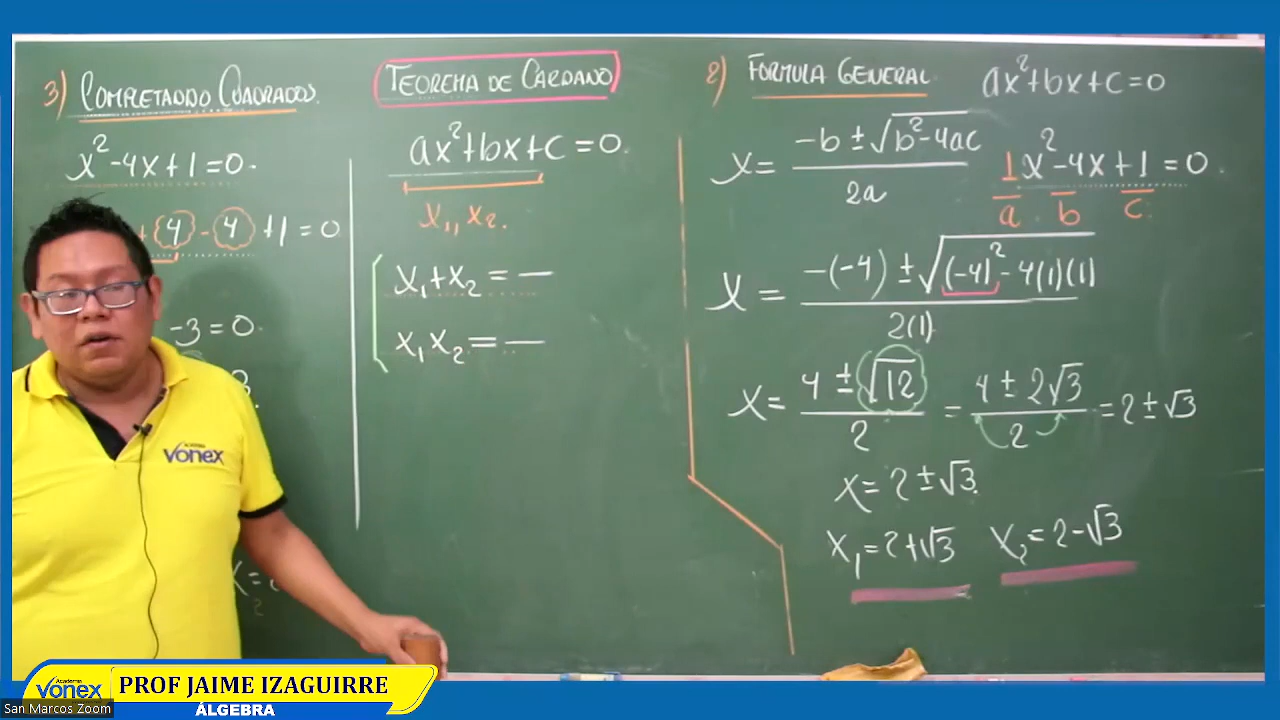 3) COMPLETANDO CUADRADOS.
x²-4x+1=0.
+4-4+1=0
-3=0.
TEOREMA DE CARDANO
ax²+bx+c=0.
x₁, x₂.
x₁+x₂=—
x₁x₂=—
2) FORMULA GENERAL. ax²+bx+c=0
x= (-b±√(b²-4ac))/2a
1x²-4x+1=0.
a b c.
x= (-(-4)±√((-4)²-4(1)(1)))/2(1)
x= (4±√12)/2 = (4±2√3)/2 = 2±√3
x=2±√3.
x₁=2+√3 x₂=2-√3
Academia Vonex
Academia Vonex
PROF JAIME IZAGUIRRE
ÁLGEBRA
San Marcos Zoom